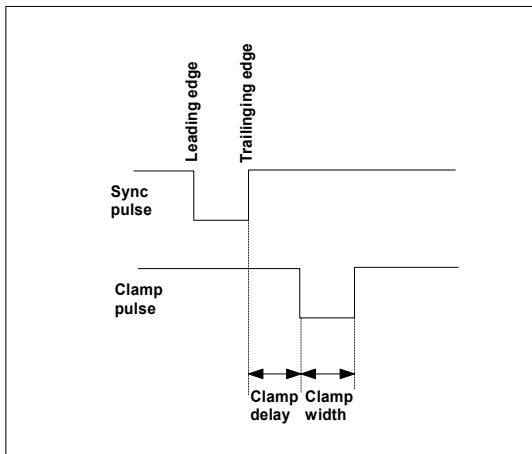 Leading edge
Trailinging edge
Sync
pulse
Clamp
pulse
Clamp
delay
Clamp
width